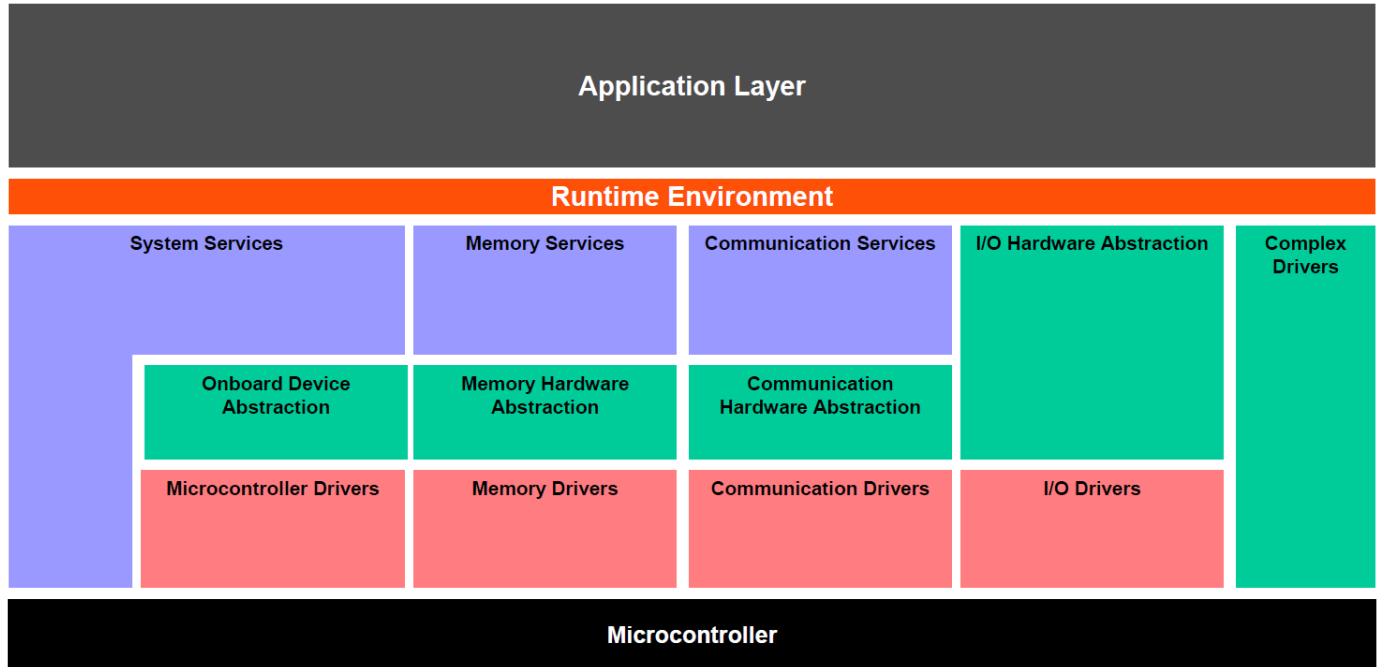 Application Layer
Runtime Environment
System Services
Memory Services
Communication Services
I/O Hardware Abstraction
Complex
Drivers
Onboard Device
Abstraction
Memory Hardware
Abstraction
Communication
Hardware Abstraction
Microcontroller Drivers
Memory Drivers
Communication Drivers
I/O Drivers
Microcontroller